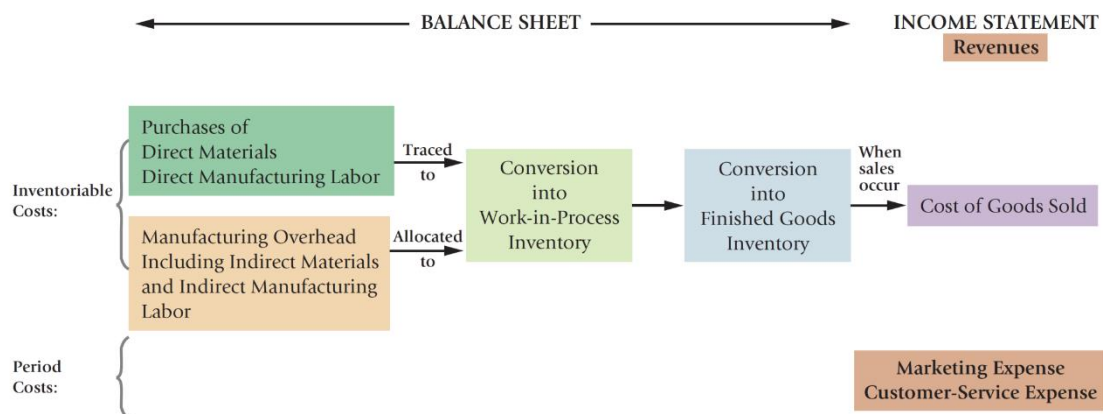 BALANCE SHEET
INCOME STATEMENT
Revenues
Inventoriable
Costs:
Purchases of
Direct Materials
Direct Manufacturing Labor
Traced
to
Manufacturing Overhead
Including Indirect Materials
and Indirect Manufacturing
Labor
Allocated
to
Conversion
into
Work-in-Process
Inventory
Conversion
into
Finished Goods
Inventory
When
sales
occur
Cost of Goods Sold
Period
Costs:
Marketing Expense
Customer-Service Expense